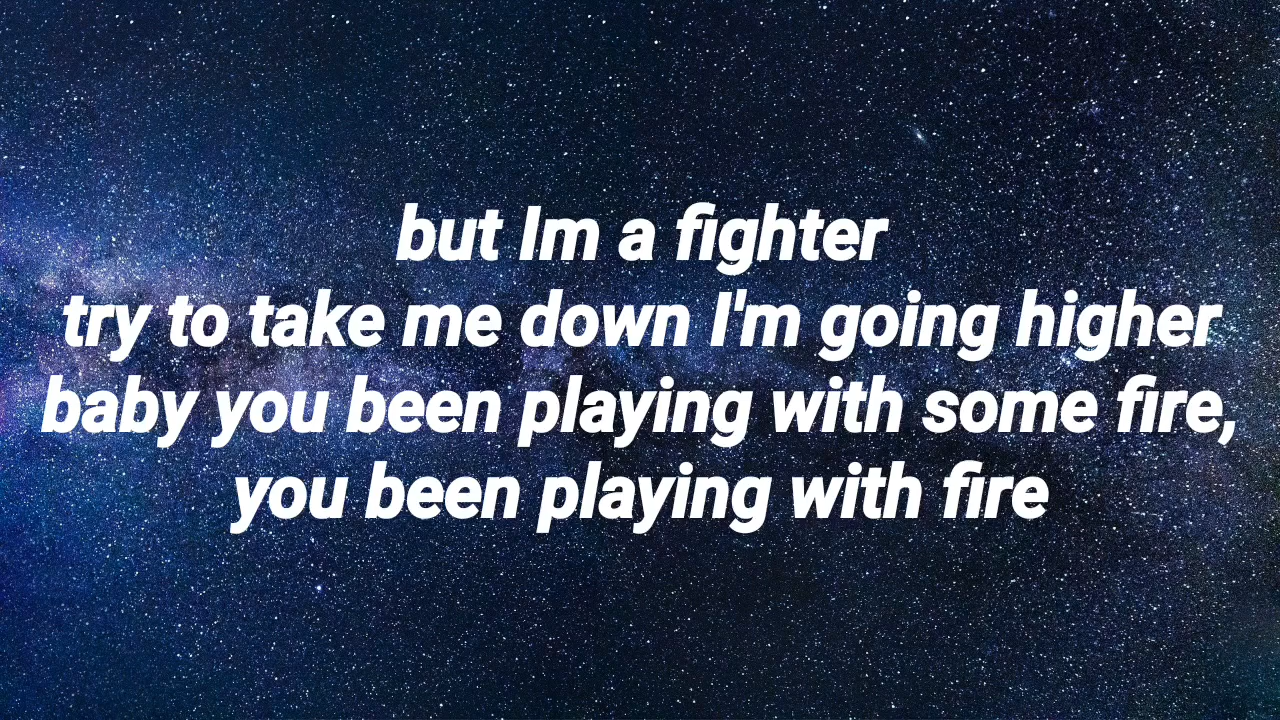 but Im a fighter
try to take me down I'm going higher
baby you been playing with some fire,
you been playing with fire